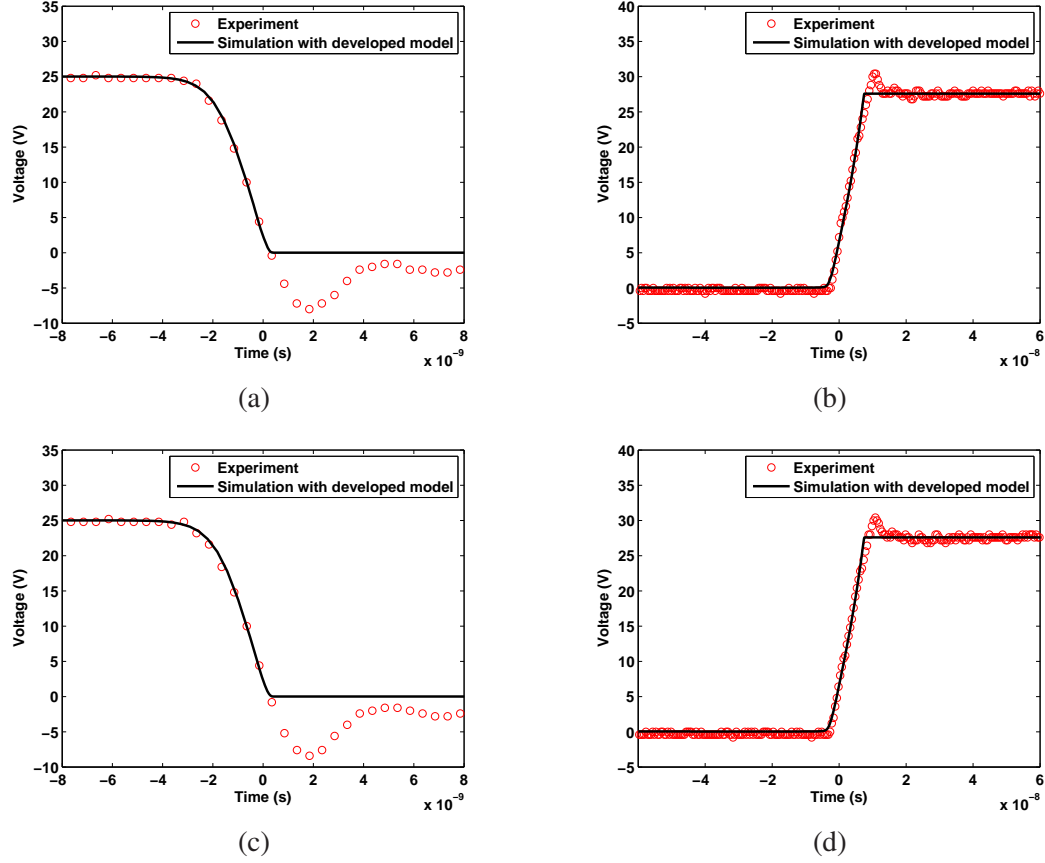 35
30
25
20
15
10
5
0
−5
−10
Voltage (V)
Experiment
Simulation with developed model
−8 −6 −4 −2 0 2 4 6 8
Time (s)
x 10⁻⁹
(a)
40
35
30
25
20
15
10
5
0
−5
Voltage (V)
Experiment
Simulation with developed model
−4 −2 0 2 4 6
Time (s)
x 10⁻⁸
(b)
35
30
25
20
15
10
5
0
−5
−10
Voltage (V)
Experiment
Simulation with developed model
−8 −6 −4 −2 0 2 4 6 8
Time (s)
x 10⁻⁹
(c)
40
35
30
25
20
15
10
5
0
−5
Voltage (V)
Experiment
Simulation with developed model
−4 −2 0 2 4 6
Time (s)
x 10⁻⁸
(d)